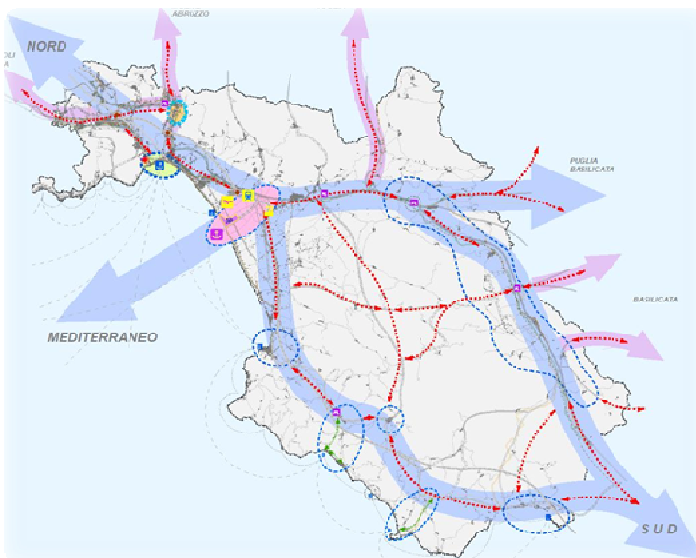 ABRUZZO
NORD
PUGLIA
BASILICATA
BASILICATA
MEDITERRANEO
SUD